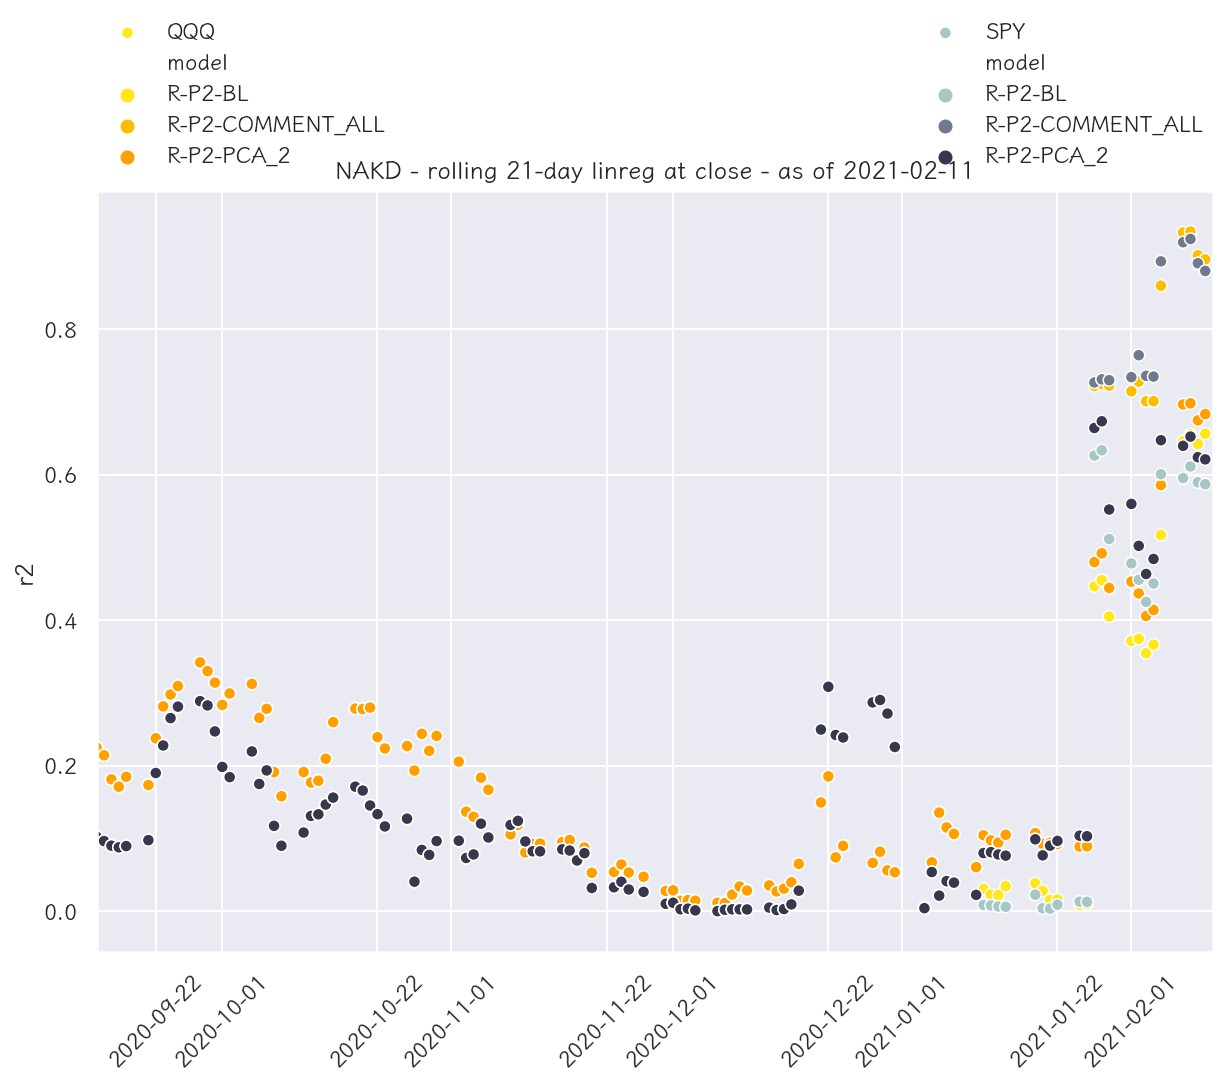 QQQ
model
R-P2-BL
R-P2-COMMENT_ALL
R-P2-PCA_2
SPY
model
R-P2-BL
R-P2-COMMENT_ALL
R-P2-PCA_2
NAKD - rolling 21-day linreg at close - as of 2021-02-11
0.8
0.6
r2
0.4
0.2
0.0
2020-09-22
2020-10-01
2020-10-22
2020-11-01
2020-11-22
2020-12-01
2020-12-22
2021-01-01
2021-01-22
2021-02-01